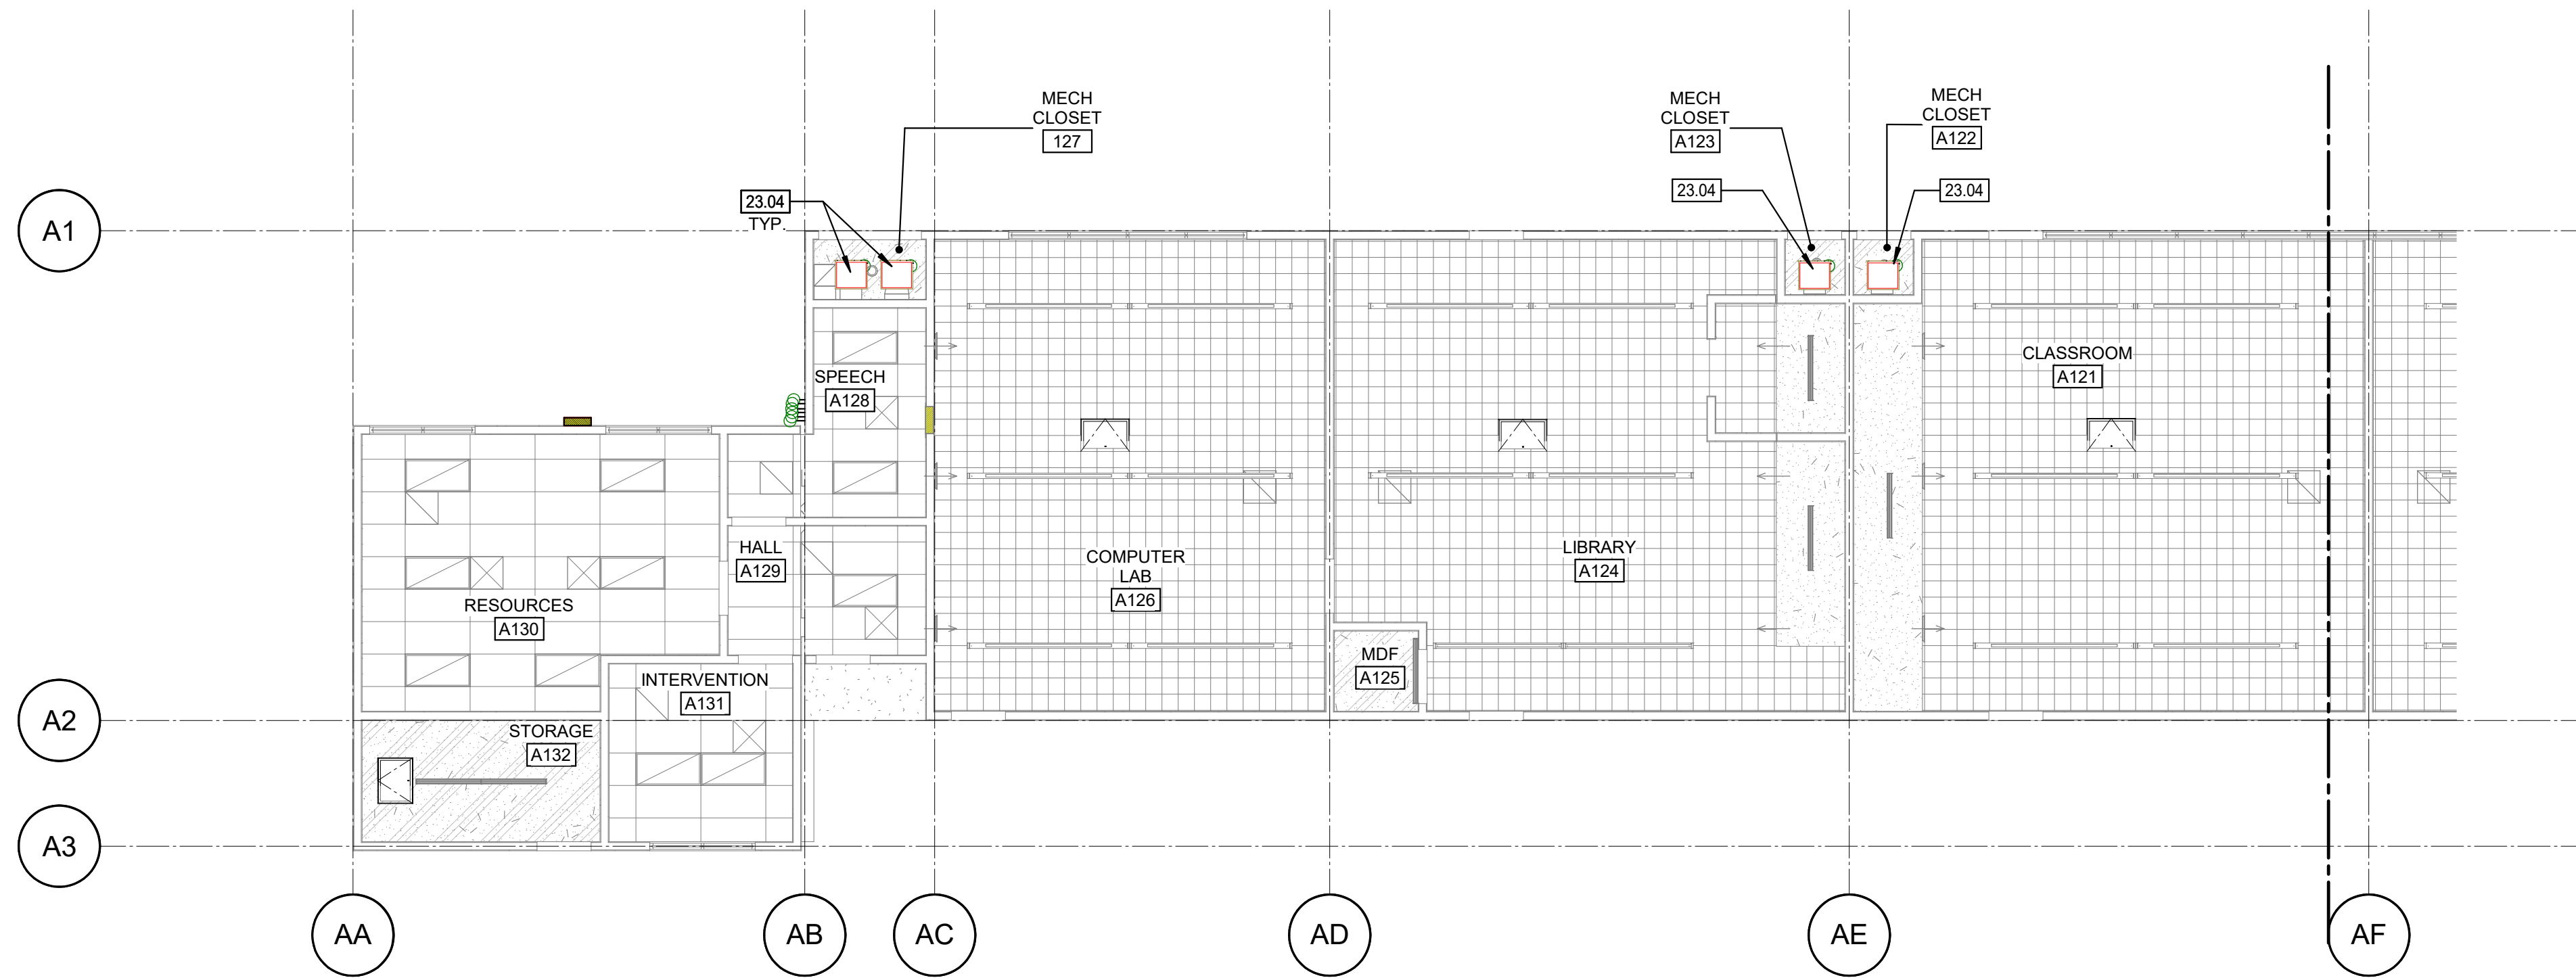 MECH
CLOSET
127
MECH
CLOSET
A123
MECH
CLOSET
A122
23.04
TYP.
23.04
23.04
A1
SPEECH
A128
CLASSROOM
A121
HALL
A129
COMPUTER
LAB
A126
LIBRARY
A124
RESOURCES
A130
MDF
A125
INTERVENTION
A131
A2
STORAGE
A132
A3
AA
AB
AC
AD
AE
AF